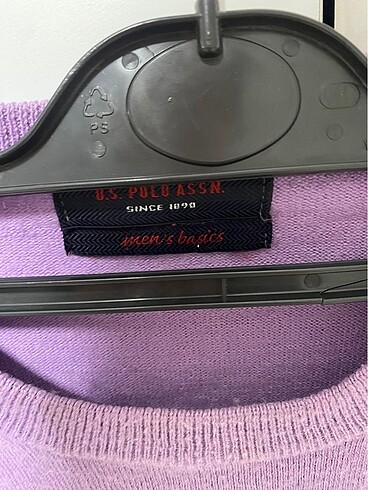 PS
U.S. POLO ASSN.
SINCE 1890
men's basics